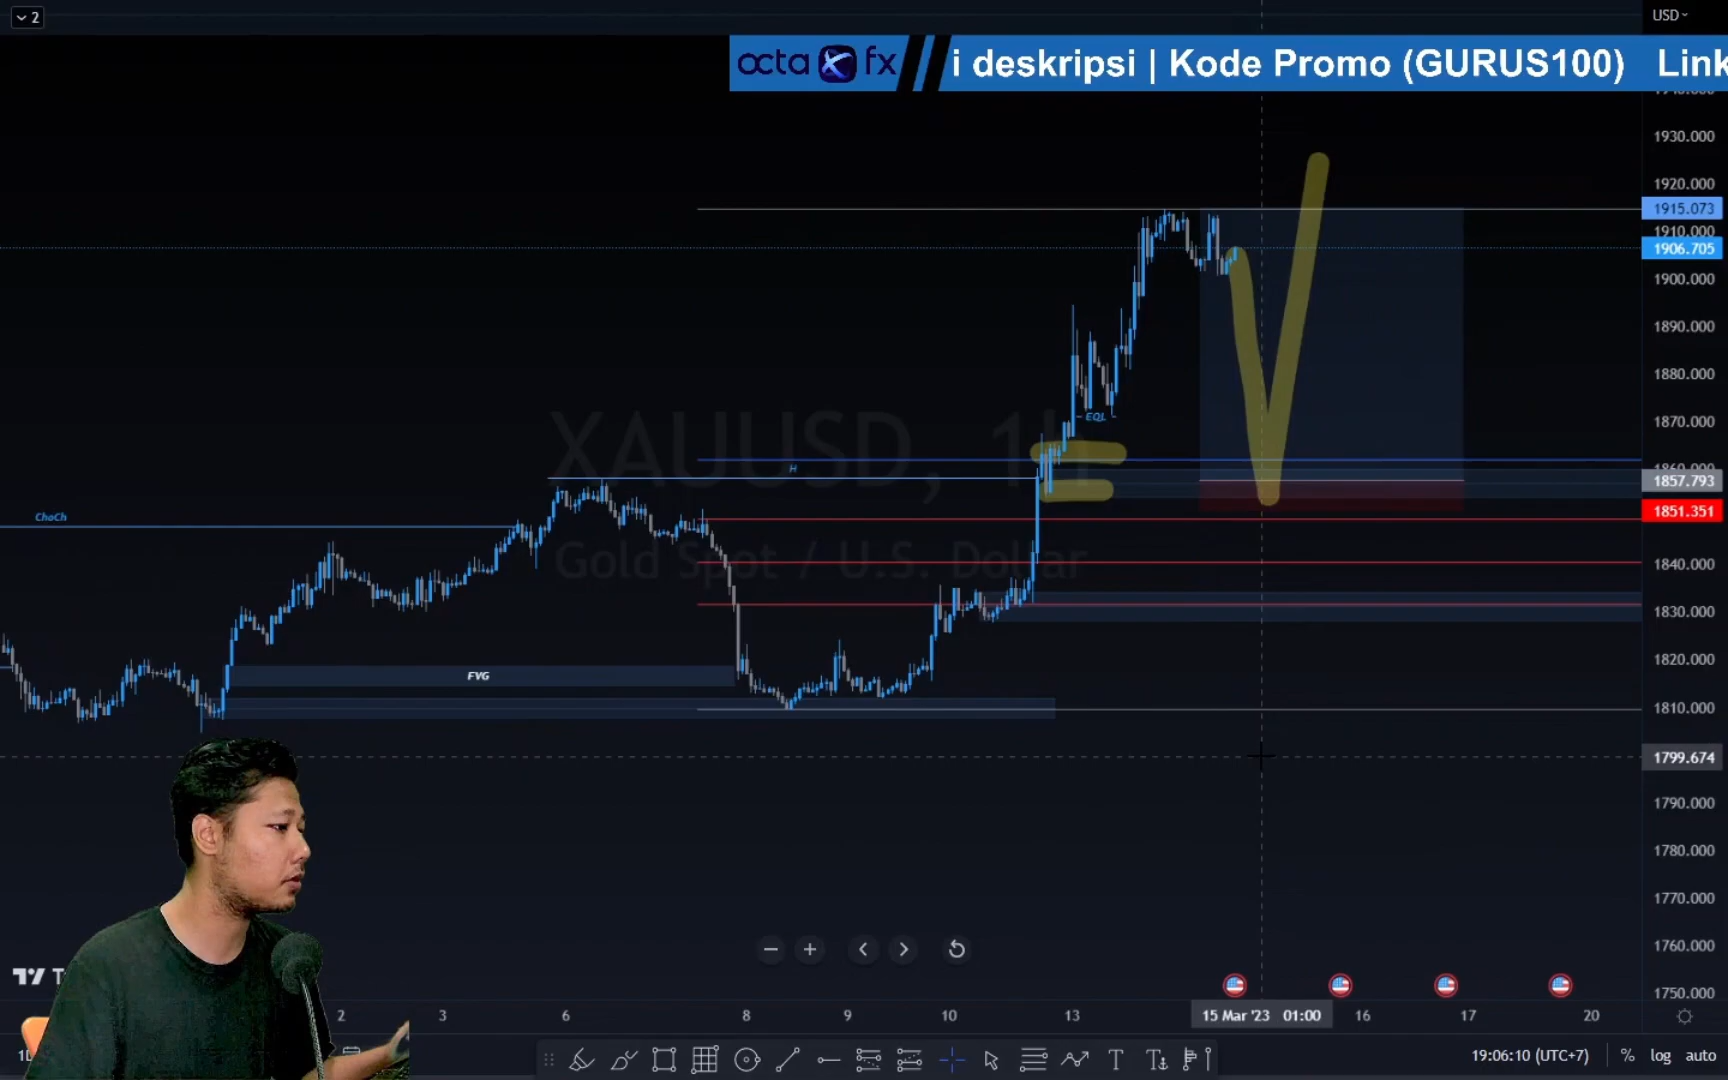 2
USD
octa fx
i deskripsi | Kode Promo (GURUS100) Link
1930.000
1920.000
1915.073
1910.000
1906.705
1900.000
1890.000
1880.000
1870.000
EQL
XAUUSD, 1h
H
1860.000
1857.793
1851.351
ChoCh
Gold Spot / U.S. Dollar
1840.000
1830.000
1820.000
FVG
1810.000
1799.674
1790.000
1780.000
1770.000
1760.000
1750.000
2 3 6 8 9 10 13 15 Mar '23 01:00 16 17 20
19:06:10 (UTC+7) % log auto